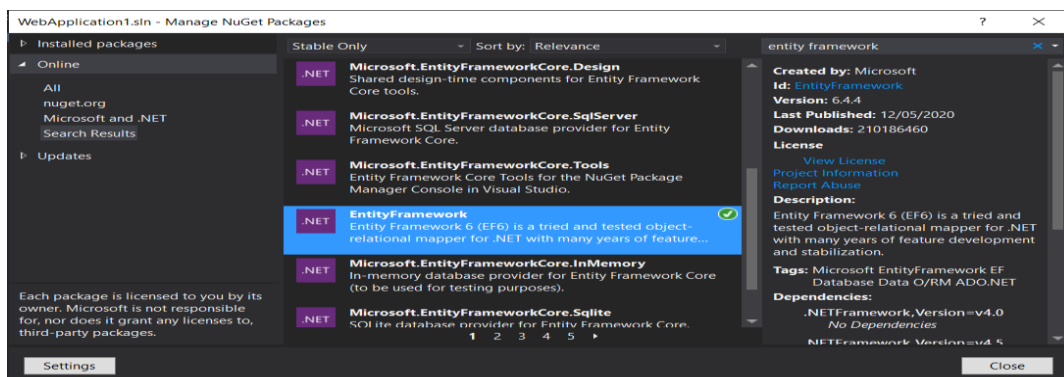 WebApplication1.sln - Manage NuGet Packages
?
Installed packages
Online
All
nuget.org
Microsoft and .NET
Search Results
Updates
Each package is licensed to you by its
owner. Microsoft is not responsible
for, nor does it grant any licenses to,
third-party packages.
Settings
Stable Only
Sort by: Relevance
.NET
Microsoft.EntityFrameworkCore.Design
Shared design-time components for Entity Framework
Core tools.
.NET
Microsoft.EntityFrameworkCore.SqlServer
Microsoft SQL Server database provider for Entity
Framework Core.
.NET
Microsoft.EntityFrameworkCore.Tools
Entity Framework Core Tools for the NuGet Package
Manager Console in Visual Studio.
.NET
EntityFramework
Entity Framework 6 (EF6) is a tried and tested object-
relational mapper for .NET with many years of feature...
.NET
Microsoft.EntityFrameworkCore.InMemory
In-memory database provider for Entity Framework Core
(to be used for testing purposes).
.NET
Microsoft.EntityFrameworkCore.Sqlite
SQLite database provider for Entity Framework Core.
1 2 3 4 5
entity framework
Created by: Microsoft
Id: EntityFramework
Version: 6.4.4
Last Published: 12/05/2020
Downloads: 210186460
License
View License
Project Information
Report Abuse
Description:
Entity Framework 6 (EF6) is a tried and
tested object-relational mapper for .NET
with many years of feature development
and stabilization.
Tags: Microsoft EntityFramework EF
Database Data O/RM ADO.NET
Dependencies:
.NETFramework,Version=v4.0
No Dependencies
.NETFramework,Version=v4.5
Close